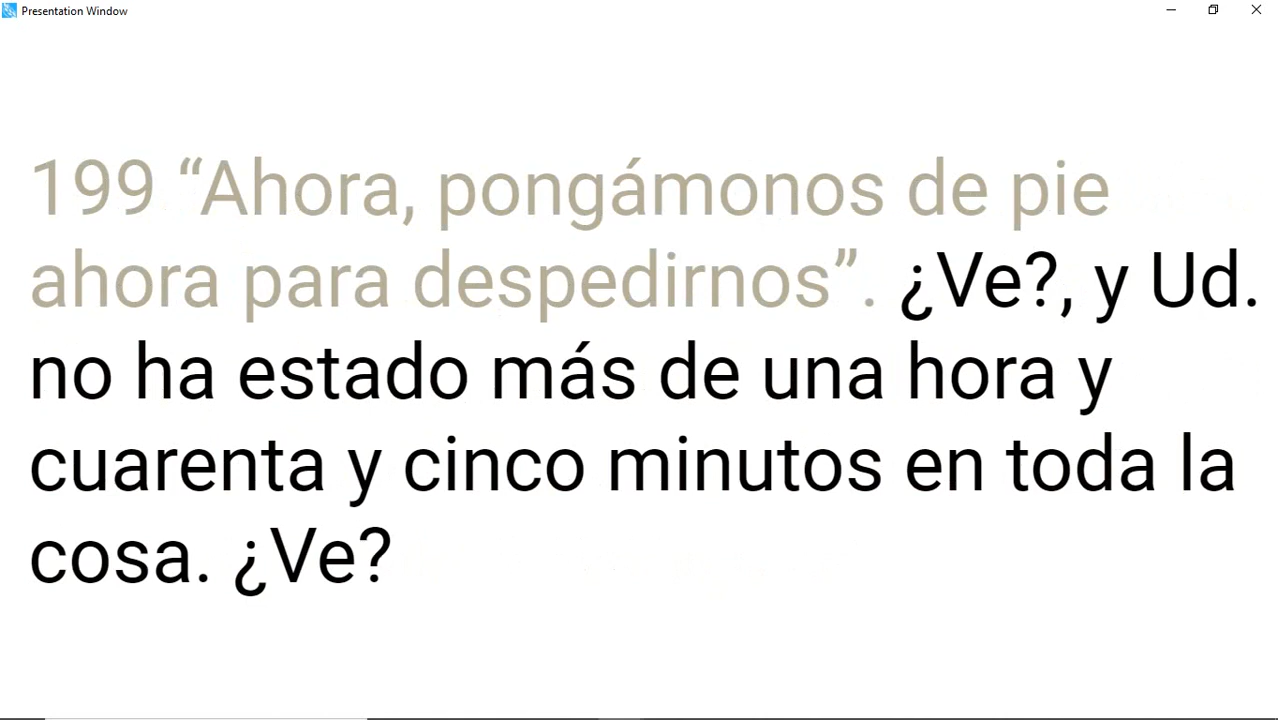 Presentation Window
199 “Ahora, pongámonos de pie
ahora para despedirnos”. ¿Ve?, y Ud.
no ha estado más de una hora y
cuarenta y cinco minutos en toda la
cosa. ¿Ve?